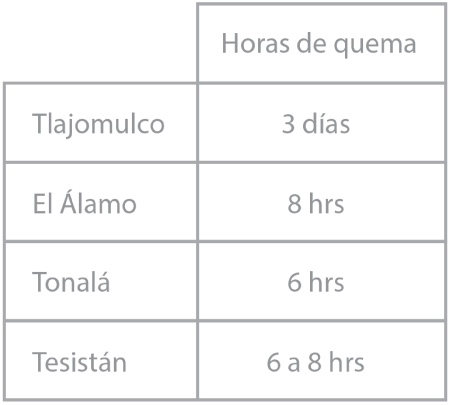 Horas de quema
Tlajomulco 3 días
El Álamo 8 hrs
Tonalá 6 hrs
Tesistán 6 a 8 hrs